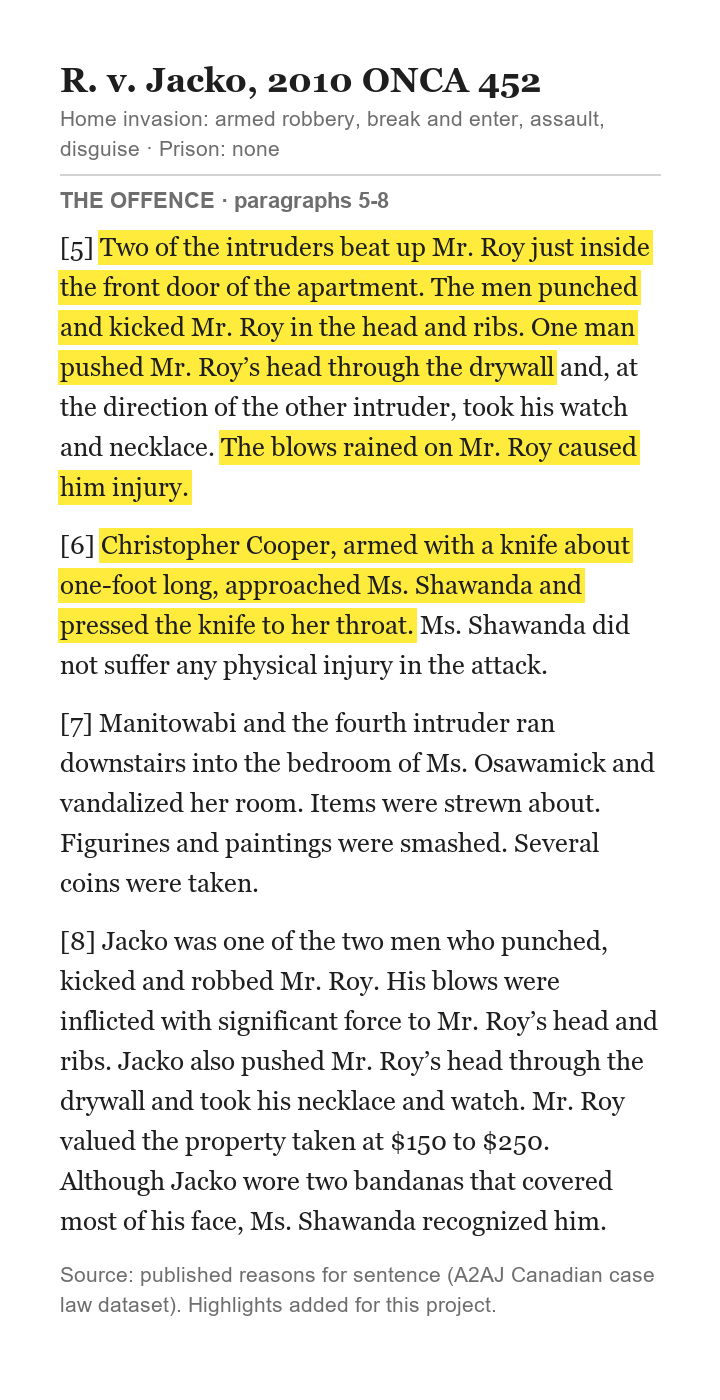 R. v. Jacko, 2010 ONCA 452
Home invasion: armed robbery, break and enter, assault,
disguise · Prison: none
THE OFFENCE · paragraphs 5-8
[5] Two of the intruders beat up Mr. Roy just inside
the front door of the apartment. The men punched
and kicked Mr. Roy in the head and ribs. One man
pushed Mr. Roy’s head through the drywall and, at
the direction of the other intruder, took his watch
and necklace. The blows rained on Mr. Roy caused
him injury.
[6] Christopher Cooper, armed with a knife about
one-foot long, approached Ms. Shawanda and
pressed the knife to her throat. Ms. Shawanda did
not suffer any physical injury in the attack.
[7] Manitowabi and the fourth intruder ran
downstairs into the bedroom of Ms. Osawamick and
vandalized her room. Items were strewn about.
Figurines and paintings were smashed. Several
coins were taken.
[8] Jacko was one of the two men who punched,
kicked and robbed Mr. Roy. His blows were
inflicted with significant force to Mr. Roy’s head and
ribs. Jacko also pushed Mr. Roy’s head through the
drywall and took his necklace and watch. Mr. Roy
valued the property taken at $150 to $250.
Although Jacko wore two bandanas that covered
most of his face, Ms. Shawanda recognized him.
Source: published reasons for sentence (A2AJ Canadian case
law dataset). Highlights added for this project.